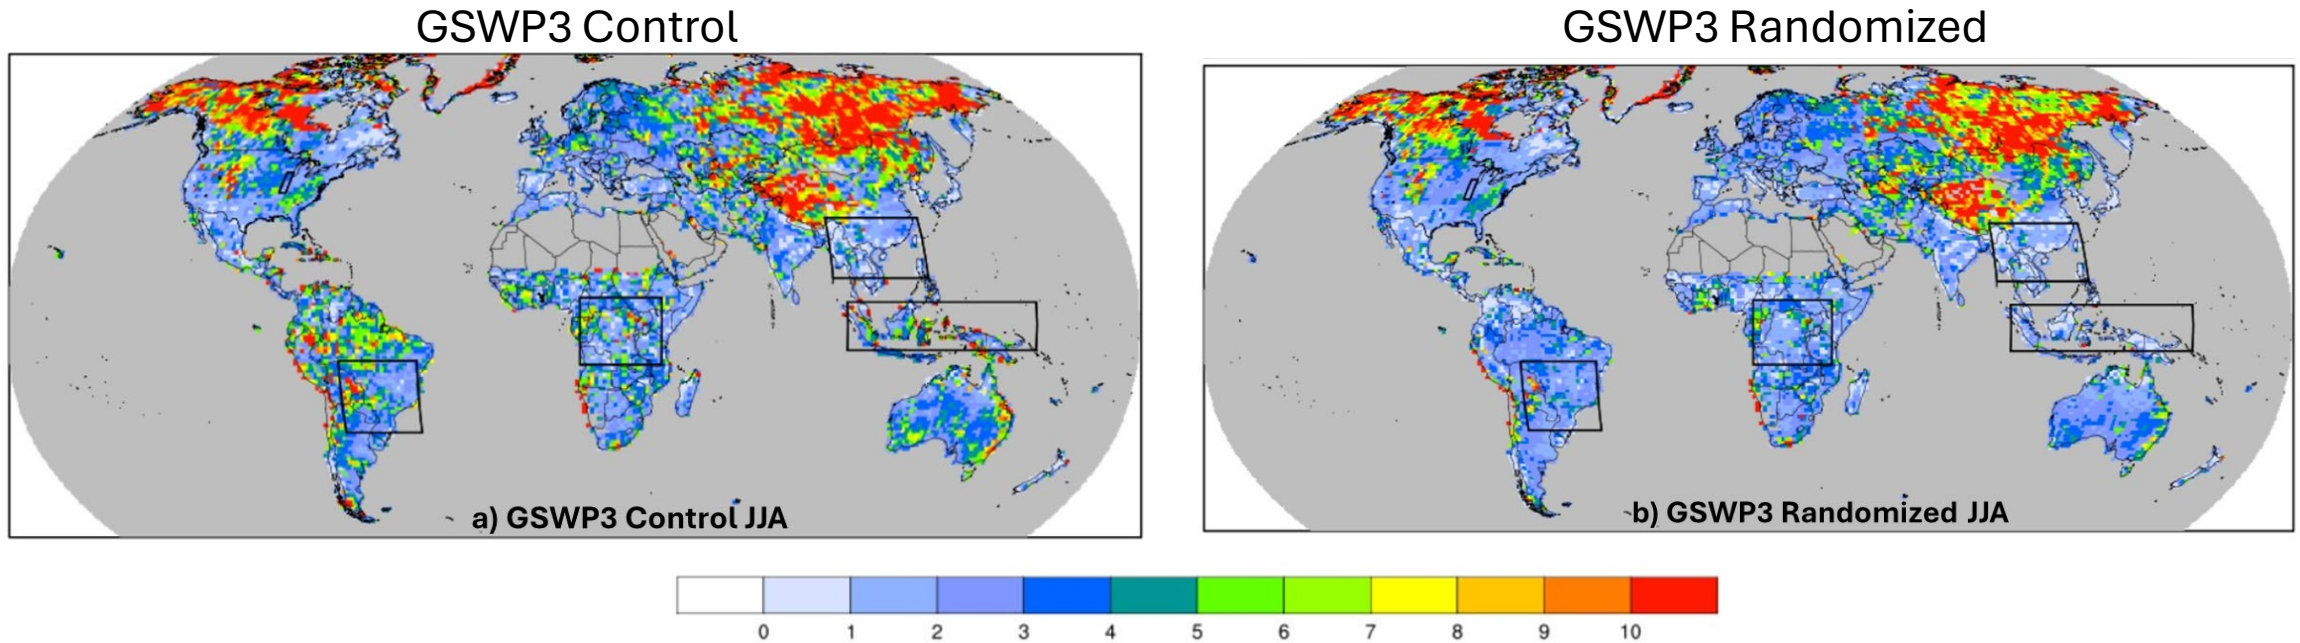 GSWP3 Control
GSWP3 Randomized
a) GSWP3 Control JJA
b) GSWP3 Randomized JJA
0 1 2 3 4 5 6 7 8 9 10